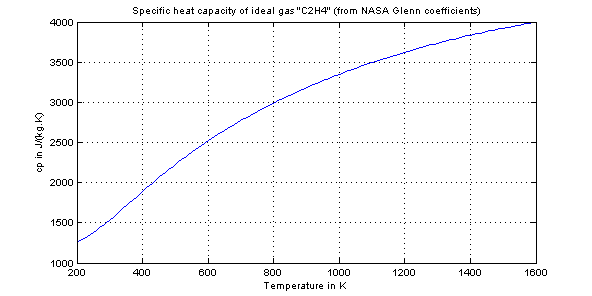 Specific heat capacity of ideal gas "C2H4" (from NASA Glenn coefficients)
4000
3500
3000
2500
2000
1500
1000
cp in J/(kg.K)
200 400 600 800 1000 1200 1400 1600
Temperature in K